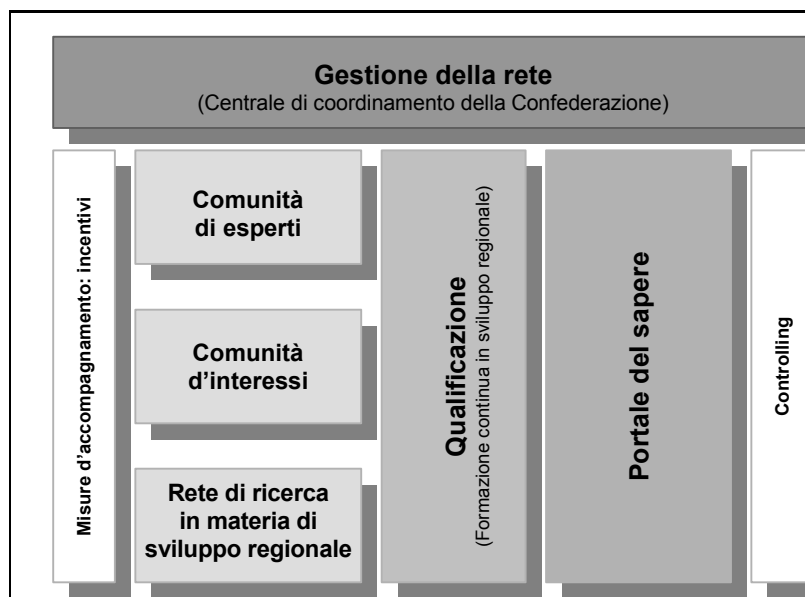 Gestione della rete
(Centrale di coordinamento della Confederazione)
Misure d'accompagnamento: incentivi
Comunità
di esperti
Comunità
d'interessi
Rete di ricerca
in materia di
sviluppo regionale
Qualificazione
(Formazione continua in sviluppo regionale)
Portale del sapere
Controlling